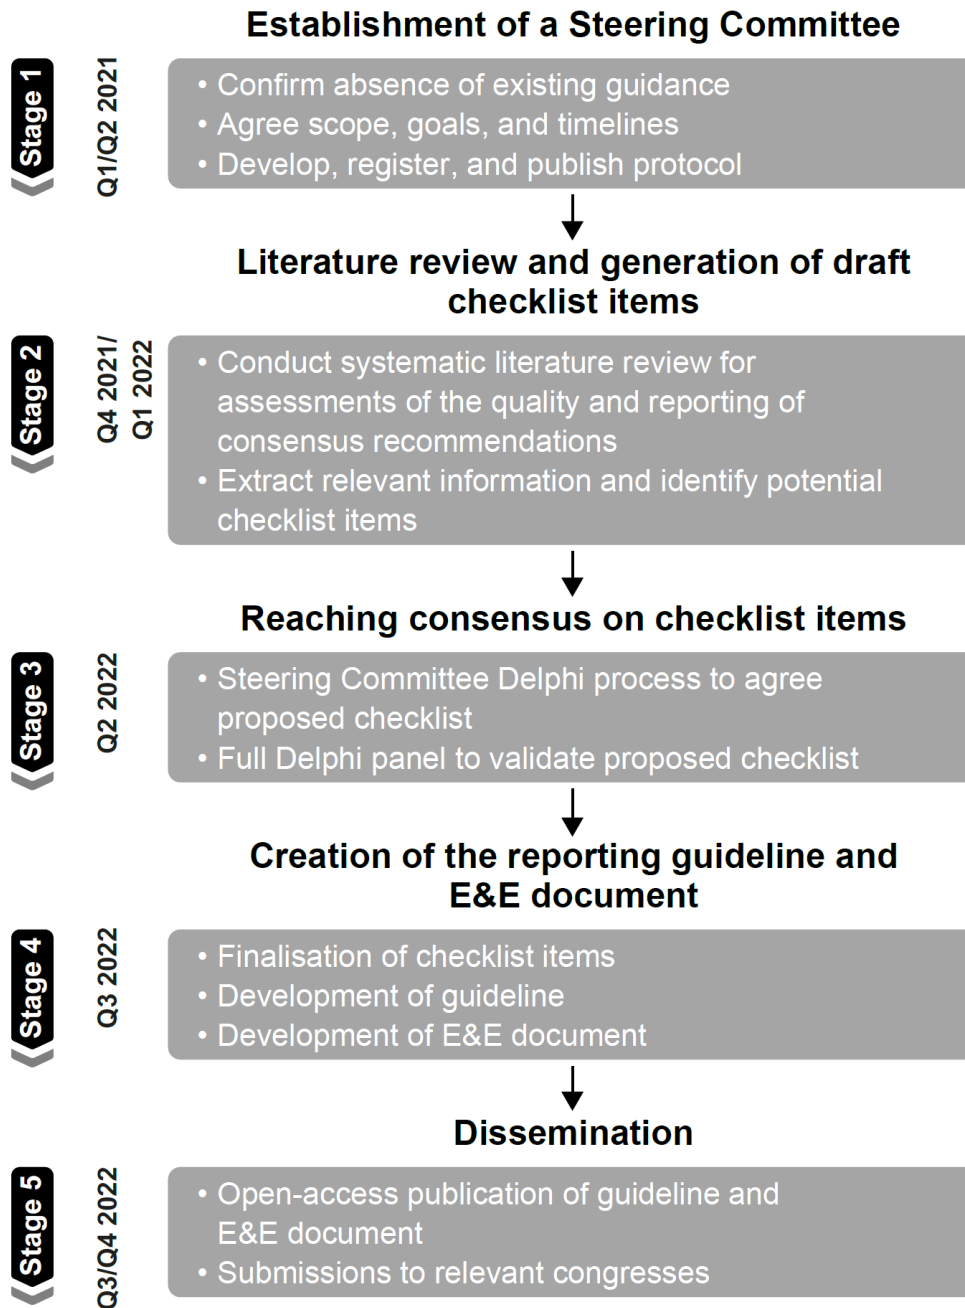 Establishment of a Steering Committee
Stage 1
Q1/Q2 2021
• Confirm absence of existing guidance
• Agree scope, goals, and timelines
• Develop, register, and publish protocol
Literature review and generation of draft
checklist items
Stage 2
Q4 2021/
Q1 2022
• Conduct systematic literature review for
assessments of the quality and reporting of
consensus recommendations
• Extract relevant information and identify potential
checklist items
Reaching consensus on checklist items
Stage 3
Q2 2022
• Steering Committee Delphi process to agree
proposed checklist
• Full Delphi panel to validate proposed checklist
Creation of the reporting guideline and
E&E document
Stage 4
Q3 2022
• Finalisation of checklist items
• Development of guideline
• Development of E&E document
Dissemination
Stage 5
Q3/Q4 2022
• Open-access publication of guideline and
E&E document
• Submissions to relevant congresses